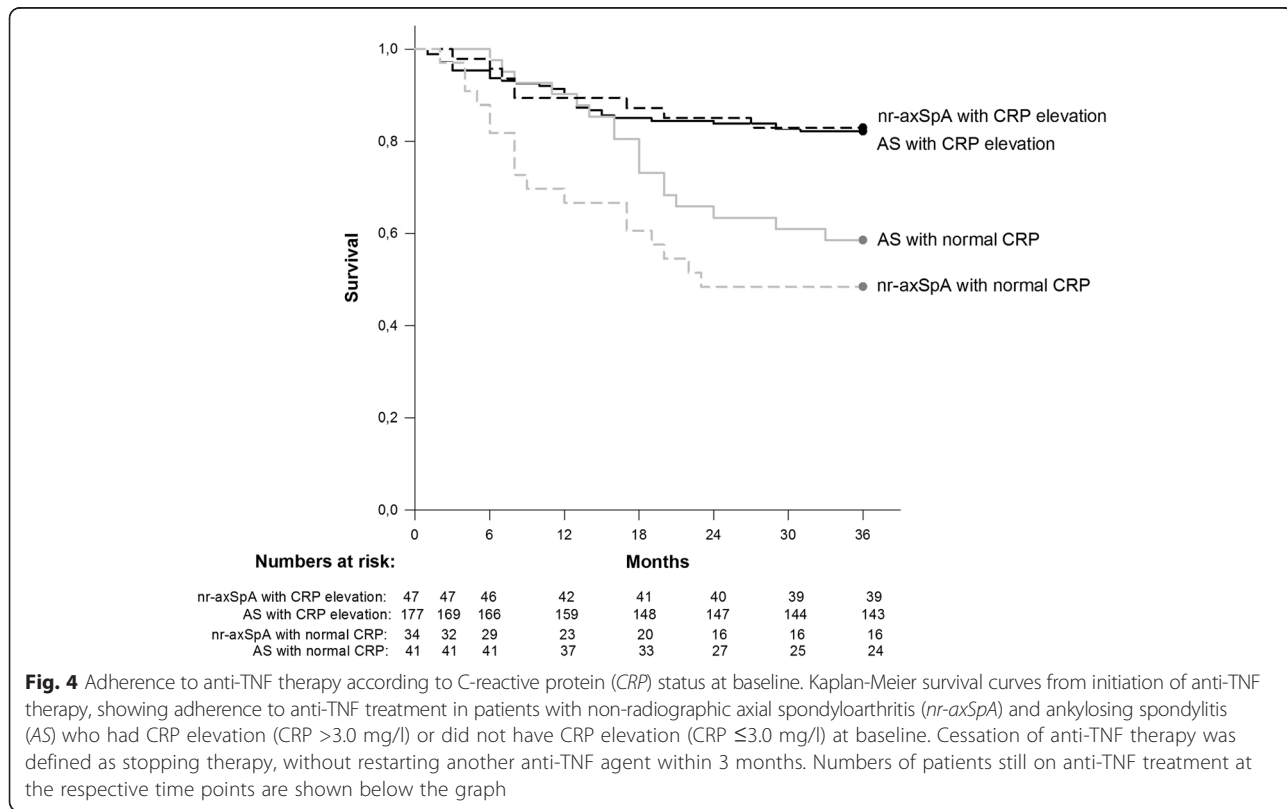 1,0
0,8
0,6
0,4
0,2
0,0
Survival
nr-axSpA with CRP elevation
AS with CRP elevation
AS with normal CRP
nr-axSpA with normal CRP
0 6 12 18 24 30 36
Numbers at risk: Months
nr-axSpA with CRP elevation: 47 47 46 42 41 40 39 39
AS with CRP elevation: 177 169 166 159 148 147 144 143
nr-axSpA with normal CRP: 34 32 29 23 20 16 16 16
AS with normal CRP: 41 41 41 37 33 27 25 24
Fig. 4 Adherence to anti-TNF therapy according to C-reactive protein (CRP) status at baseline. Kaplan-Meier survival curves from initiation of anti-TNF
therapy, showing adherence to anti-TNF treatment in patients with non-radiographic axial spondyloarthritis (nr-axSpA) and ankylosing spondylitis
(AS) who had CRP elevation (CRP >3.0 mg/l) or did not have CRP elevation (CRP ≤3.0 mg/l) at baseline. Cessation of anti-TNF therapy was
defined as stopping therapy, without restarting another anti-TNF agent within 3 months. Numbers of patients still on anti-TNF treatment at
the respective time points are shown below the graph